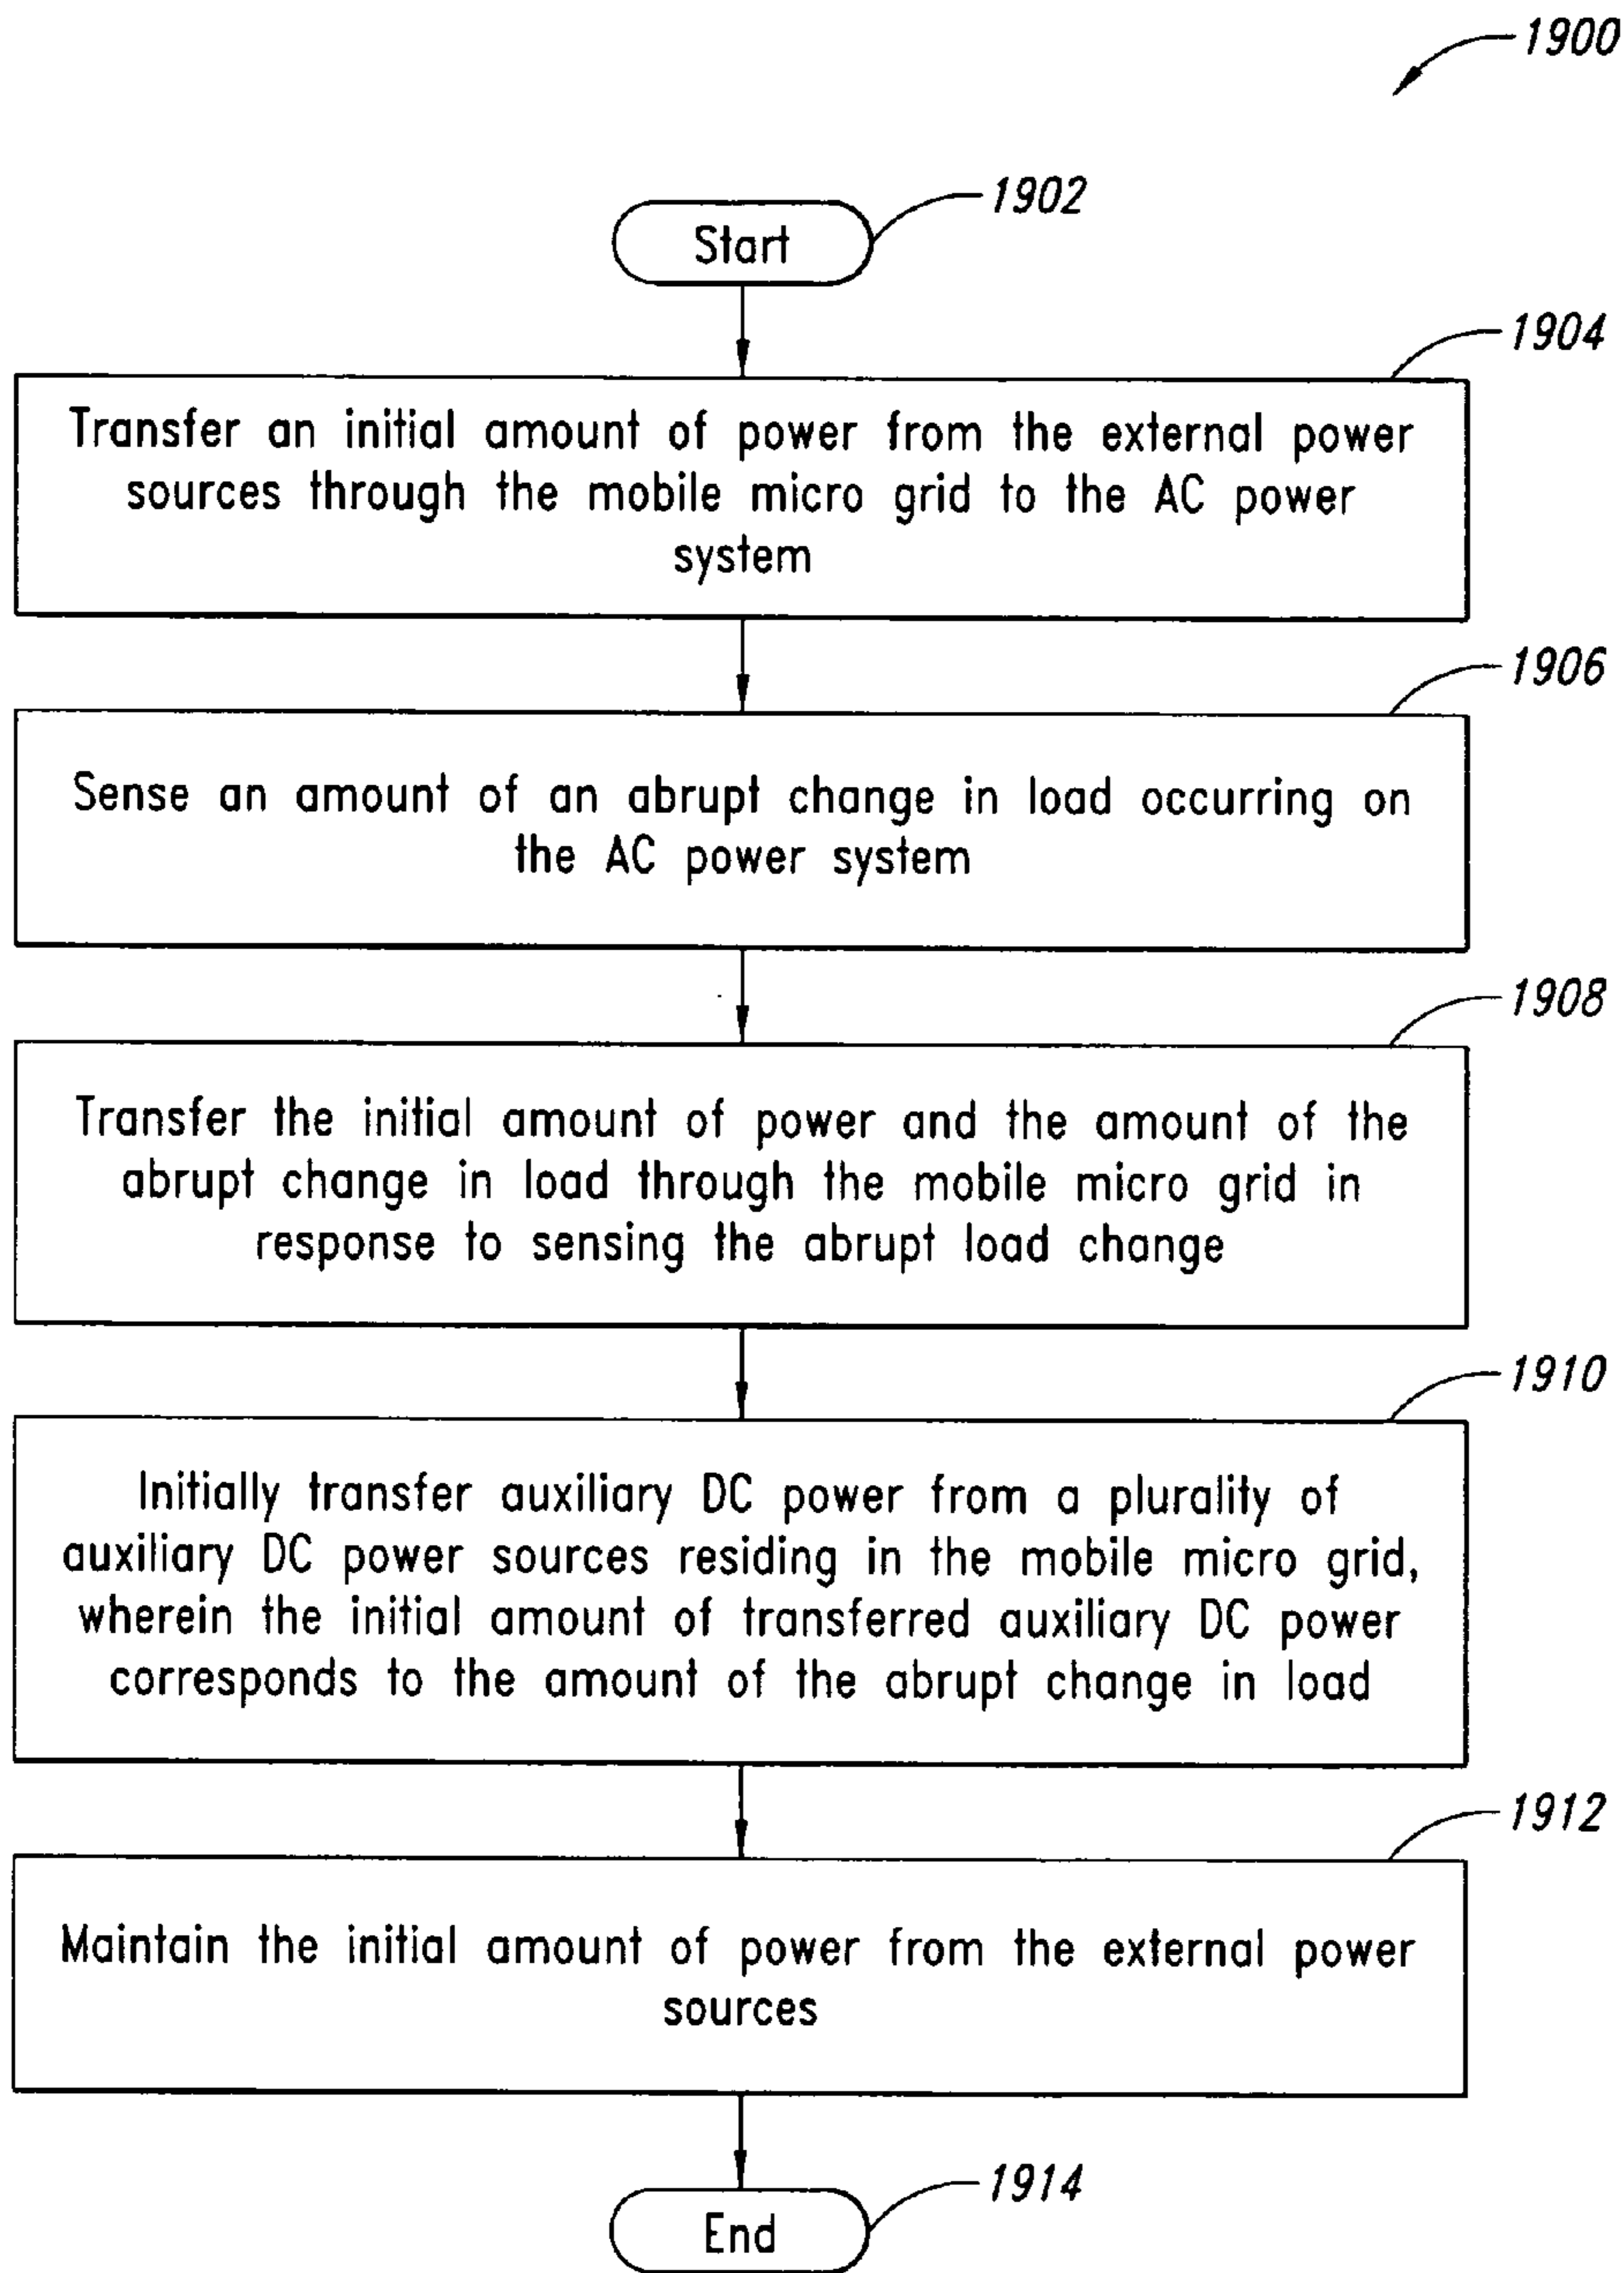 1900
1902
Start
1904
Transfer an initial amount of power from the external power
sources through the mobile micro grid to the AC power
system
1906
Sense an amount of an abrupt change in load occurring on
the AC power system
1908
Transfer the initial amount of power and the amount of the
abrupt change in load through the mobile micro grid in
response to sensing the abrupt load change
1910
Initially transfer auxiliary DC power from a plurality of
auxiliary DC power sources residing in the mobile micro grid,
wherein the initial amount of transferred auxiliary DC power
corresponds to the amount of the abrupt change in load
1912
Maintain the initial amount of power from the external power
sources
1914
End